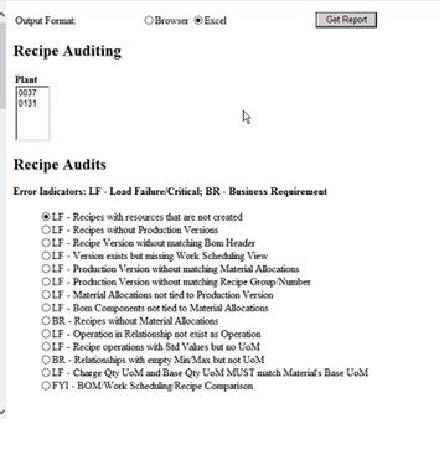 Output Format: Browser Excel Get Report
Recipe Auditing
Plant
0037
0131
Recipe Audits
Error Indicators: LF - Load Failure/Critical; BR - Business Requirement
LF - Recipes with resources that are not created
LF - Recipes without Production Versions
LF - Recipe Version without matching Bom Header
LF - Version exists but missing Work Scheduling View
LF - Production Version without matching Material Allocations
LF - Production Version without matching Recipe Group/Number
LF - Material Allocations not tied to Production Version
LF - Bom Components not tied to Material Allocations
BR - Recipes without Material Allocations
LF - Operation in Relationship not exist as Operation
LF - Recipe operations with Std Values but no UoM
BR - Relationships with empty Min/Max but not UoM
LF - Charge Qty UoM and Base Qty UoM MUST match Material's Base UoM
FYI - BOM/Work Scheduling/Recipe Comparison